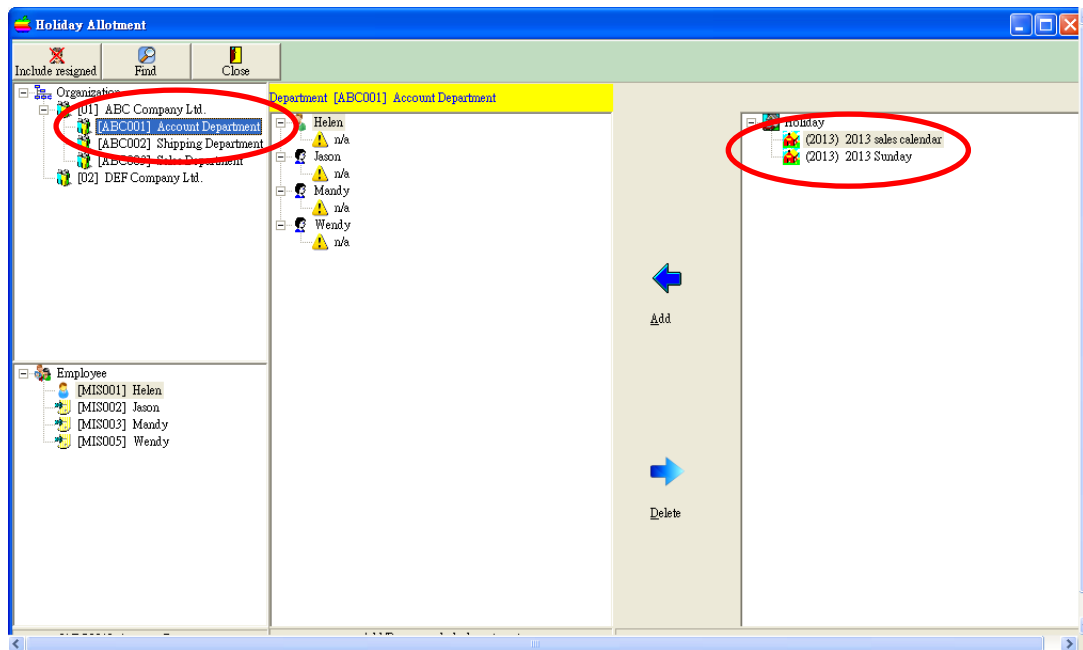 Holiday Allotment
Include resigned
Find
Close
Organization
[01] ABC Company Ltd.
[ABC001] Account Department
[ABC002] Shipping Department
[ABC003] Sales Department
[02] DEF Company Ltd.
Employee
[MIS001] Helen
[MIS002] Jason
[MIS003] Mandy
[MIS005] Wendy
Department [ABC001] Account Department
Helen
n/a
Jason
n/a
Mandy
n/a
Wendy
n/a
Add
Delete
Holiday
(2013) 2013 sales calendar
(2013) 2013 Sunday